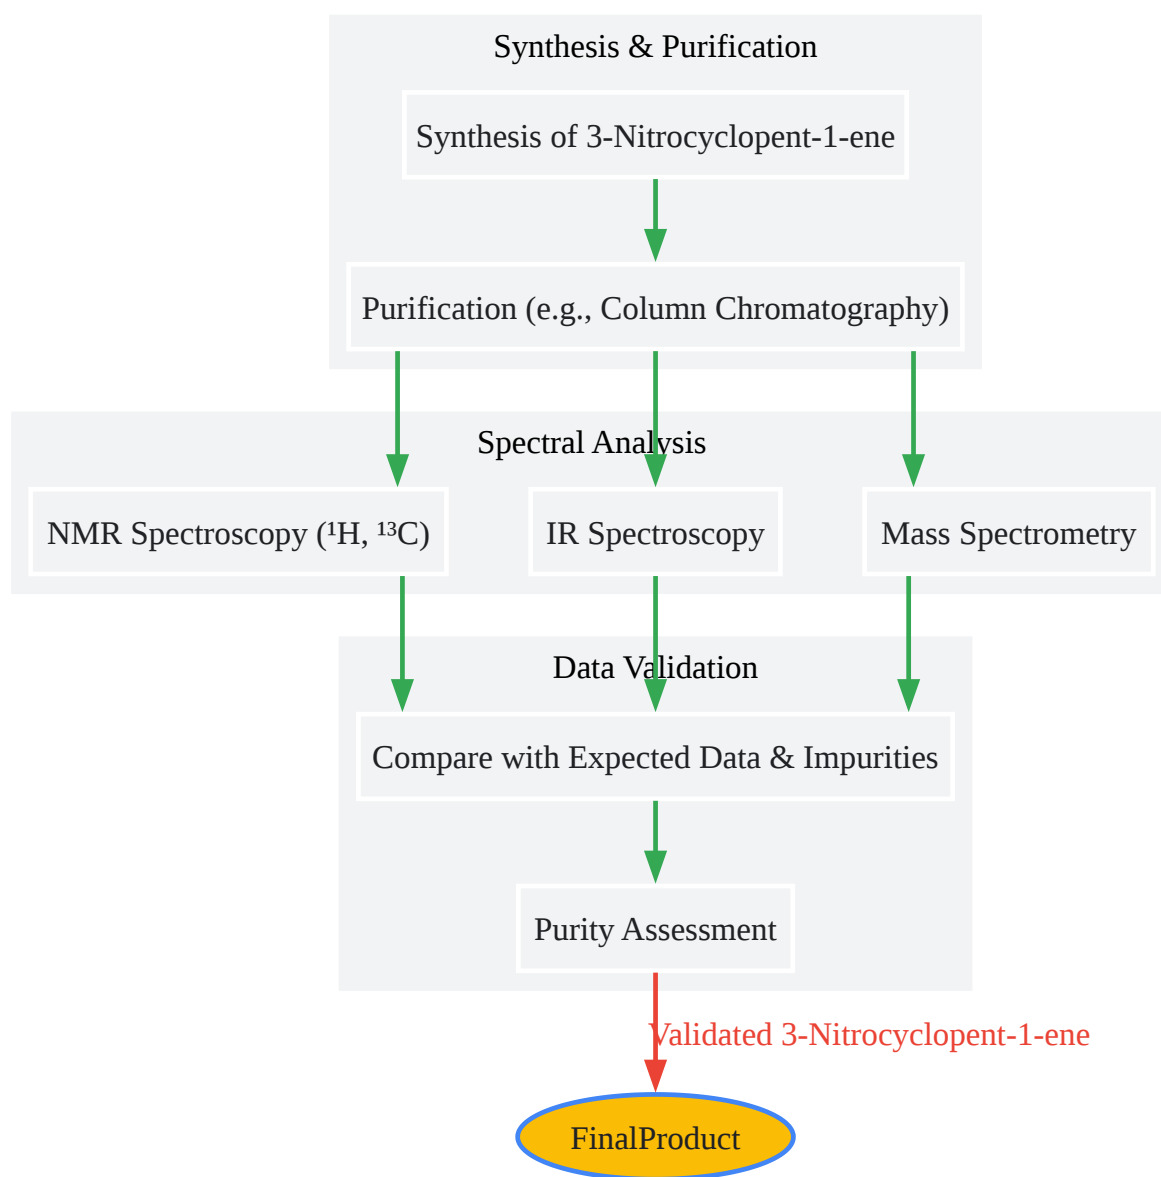 Synthesis & Purification
Synthesis of 3-Nitrocyclopent-1-ene
Purification (e.g., Column Chromatography)
Spectral Analysis
NMR Spectroscopy (¹H, ¹³C)
IR Spectroscopy
Mass Spectrometry
Data Validation
Compare with Expected Data & Impurities
Purity Assessment
Validated 3-Nitrocyclopent-1-ene
FinalProduct